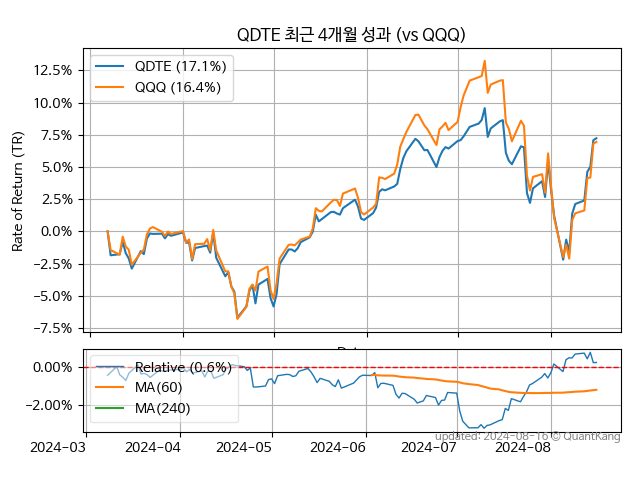 QDTE 최근 4개월 성과 (vs QQQ)
QDTE (17.1%)
QQQ (16.4%)
Rate of Return (TR)
12.5%
10.0%
7.5%
5.0%
2.5%
0.0%
−2.5%
−5.0%
−7.5%
Relative (0.6%)
MA(60)
MA(240)
0.00%
−2.00%
2024-03 2024-04 2024-05 2024-06 2024-07 2024-08
updated: 2024-08-16 © QuantKang